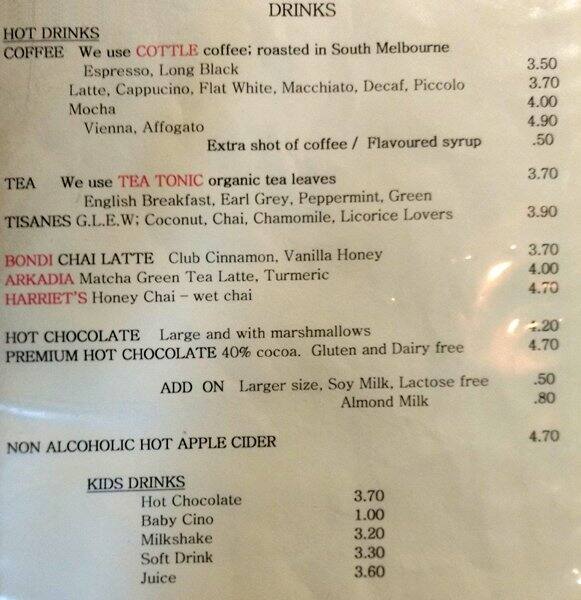 DRINKS
HOT DRINKS
COFFEE We use COTTLE coffee; roasted in South Melbourne
Espresso, Long Black 3.50
Latte, Cappucino, Flat White, Macchiato, Decaf, Piccolo 3.70
Mocha 4.00
Vienna, Affogato 4.90
Extra shot of coffee / Flavoured syrup .50
TEA We use TEA TONIC organic tea leaves 3.70
English Breakfast, Earl Grey, Peppermint, Green
TISANES G.L.E.W; Coconut, Chai, Chamomile, Licorice Lovers 3.90
BONDI CHAI LATTE Club Cinnamon, Vanilla Honey 3.70
ARKADIA Matcha Green Tea Latte, Turmeric 4.00
HARRIET'S Honey Chai - wet chai 4.70
HOT CHOCOLATE Large and with marshmallows 4.20
PREMIUM HOT CHOCOLATE 40% cocoa. Gluten and Dairy free 4.70
ADD ON Larger size, Soy Milk, Lactose free .50
Almond Milk .80
NON ALCOHOLIC HOT APPLE CIDER 4.70
KIDS DRINKS
Hot Chocolate 3.70
Baby Cino 1.00
Milkshake 3.20
Soft Drink 3.30
Juice 3.60